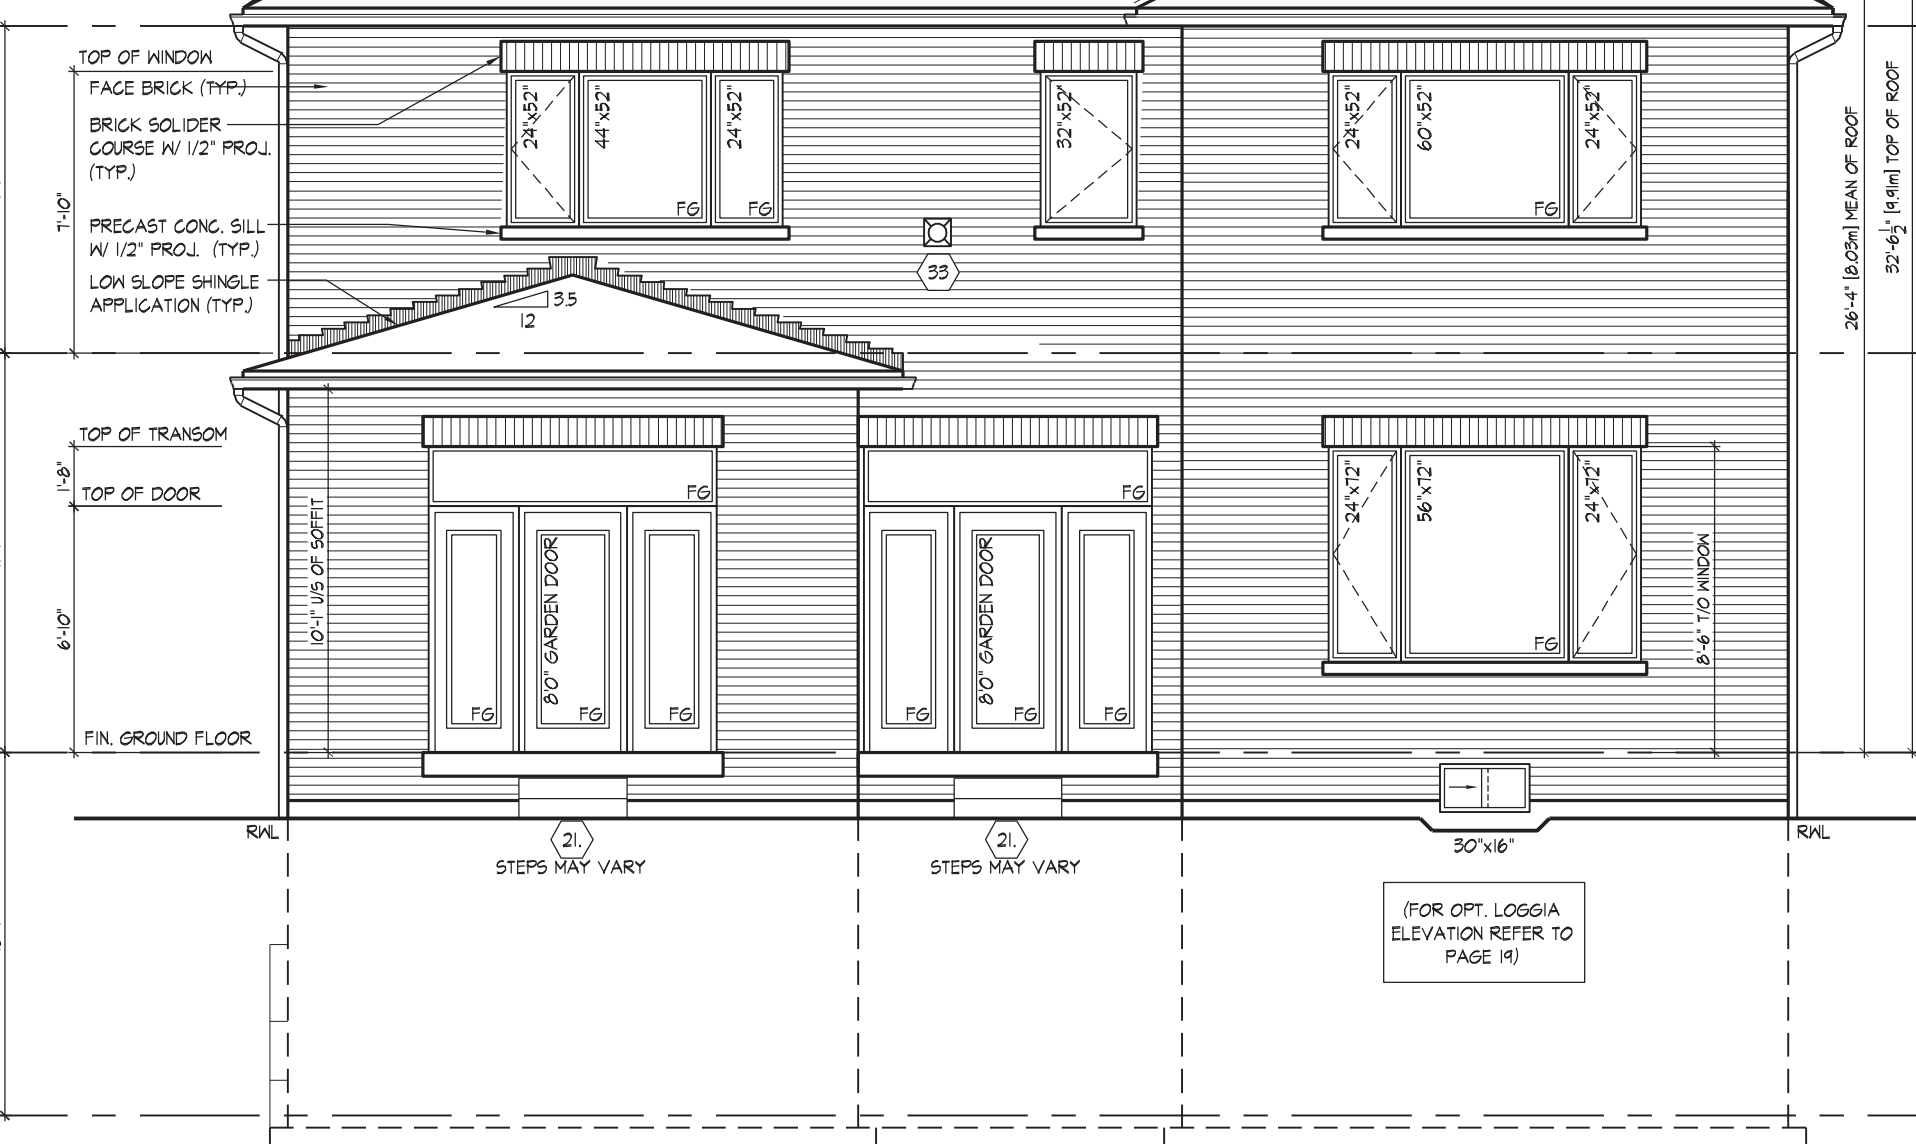 TOP OF WINDOW
FACE BRICK (TYP.)
BRICK SOLIDER
COURSE W/ 1/2" PROJ.
(TYP.)
7'-10"
PRECAST CONC. SILL
W/ 1/2" PROJ. (TYP.)
LOW SLOPE SHINGLE
APPLICATION (TYP.)
24"x52"
44"x52"
24"x52"
FG
FG
32"x52"
33
24"x52"
60"x52"
24"x52"
FG
26'-4" [8.03m] MEAN OF ROOF
32'-6 1/2" [9.91m] TOP OF ROOF
3.5
12
TOP OF TRANSOM
1'-8"
TOP OF DOOR
6'-10"
FIN. GROUND FLOOR
10'-1" U/S OF SOFFIT
FG
8'0" GARDEN DOOR
FG
FG
FG
FG
8'0" GARDEN DOOR
FG
FG
FG
24"x72"
56"x72"
24"x72"
FG
8'-6" T/O WINDOW
RWL
21.
STEPS MAY VARY
21.
STEPS MAY VARY
30"x16"
RWL
(FOR OPT. LOGGIA
ELEVATION REFER TO
PAGE 19)